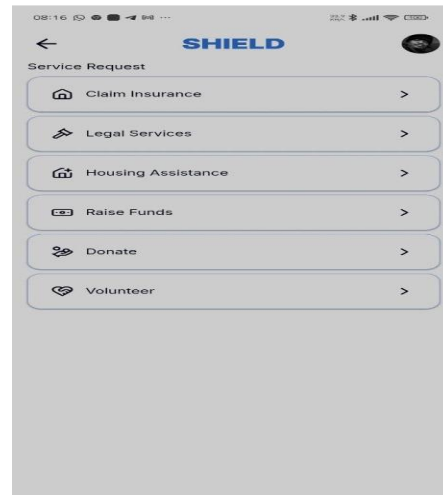 08:16
SHIELD
Service Request
Claim Insurance
Legal Services
Housing Assistance
Raise Funds
Donate
Volunteer